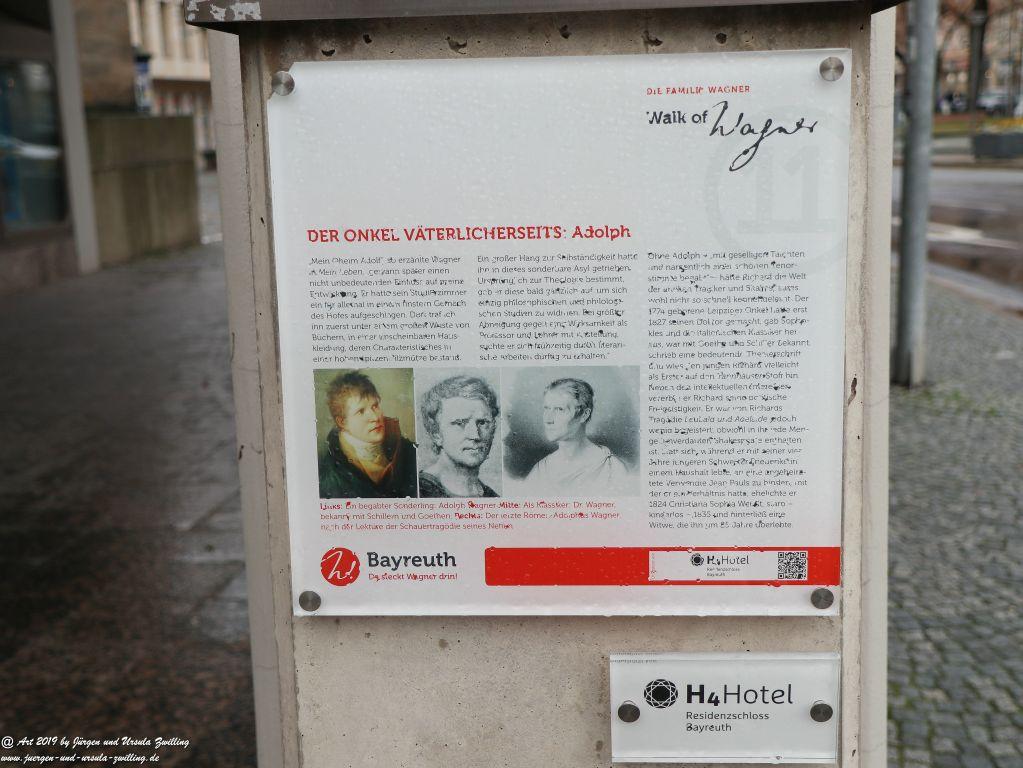 DIE FAMILIE WAGNER
Walk of Wagner
11
DER ONKEL VÄTERLICHERSEITS: Adolph
„Mein Oheim Adolf“ so erzählte Wagner
in Mein Leben, gewann später einen
nicht unbedeutenden Einfluss auf meine
Entwicklung. Er hatte sein Studierzimmer
ein für allemal in einem finstern Gemach
des Hofes aufgeschlagen. Dort traf ich
ihn zuerst unter einem großen Wuste von
Büchern, in einer unscheinbaren Haus-
kleidung, deren Charakteristisches in
einer hohen spitzen Filzmütze bestand.
Ein großer Hang zur Selbständigkeit hatte
ihn in dieses sonderbare Asyl getrieben.
Ursprünglich zur Theologie bestimmt,
gab er diese bald gänzlich auf, um sich
einzig philosophischen und philologi-
schen Studien zu widmen. Bei größter
Abneigung gegen eine Wirksamkeit als
Professor und Lehrer mit Anstellung,
suchte er sich frühzeitig durch literari-
sche Arbeiten dürftig zu erhalten.“
Ohne Adolph – mit geselligen Talenten
und namentlich einer schönen Tenor-
stimme begabt – hätte Richard die Welt
der antiken Tragiker und Shakespeares
wohl nicht so schnell kennengelernt. Der
1774 geborene Leipziger Onkel hatte erst
1827 seinen Doktor gemacht, gab Sopho-
kles und den italienischen Klassiker her-
aus, war mit Goethe und Schiller bekannt,
schrieb eine bedeutende Theaterschrift
und wies den jungen Richard vielleicht
als Erster auf den Tannhäuser-Stoff hin.
Neben den intellektuellen Interessen
vererbte er Richard seine politische
Freigeistigkeit. Er war von Richards
Tragödie Leubald und Adelaide jedoch
wenig begeistert, obwohl in ihr jede Men-
ge unverdauter Shakespeare enthalten
ist. Statt sich, während er mit seiner vier
Jahre jüngeren Schwester Friederike in
einem Haushalt lebte, an eine angeheira-
tete Verwandte Jean Pauls zu binden, mit
der er ein Verhältnis hatte, ehelichte er
1824 Christiana Sophia Wendt, starb
kinderlos 1835 und hinterließ eine
Witwe, die ihn um 25 Jahre überlebte.
Links: Ein begabter Sonderling: Adolph Wagner Mitte: Als Klassiker: Dr. Wagner,
bekannt mit Schillern und Goethen; Rechts: Der letzte Römer: Adolphus Wagner
nach der Lektüre der Schauertragödie seines Neffen
Bayreuth
Da steckt Wagner drin!
H4Hotel
Residenzschloss
Bayreuth
H4Hotel
Residenzschloss
Bayreuth
@ Art 2019 by Jürgen und Ursula Zwilling
www.juergen-und-ursula-zwilling.de